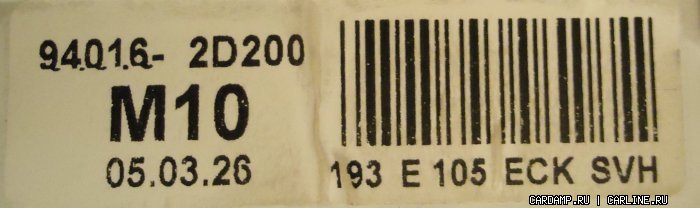 94016- 2D200
M10
05.03.26
193 E 105 ECK SVH
CARDAMP.RU | CARLINE.RU